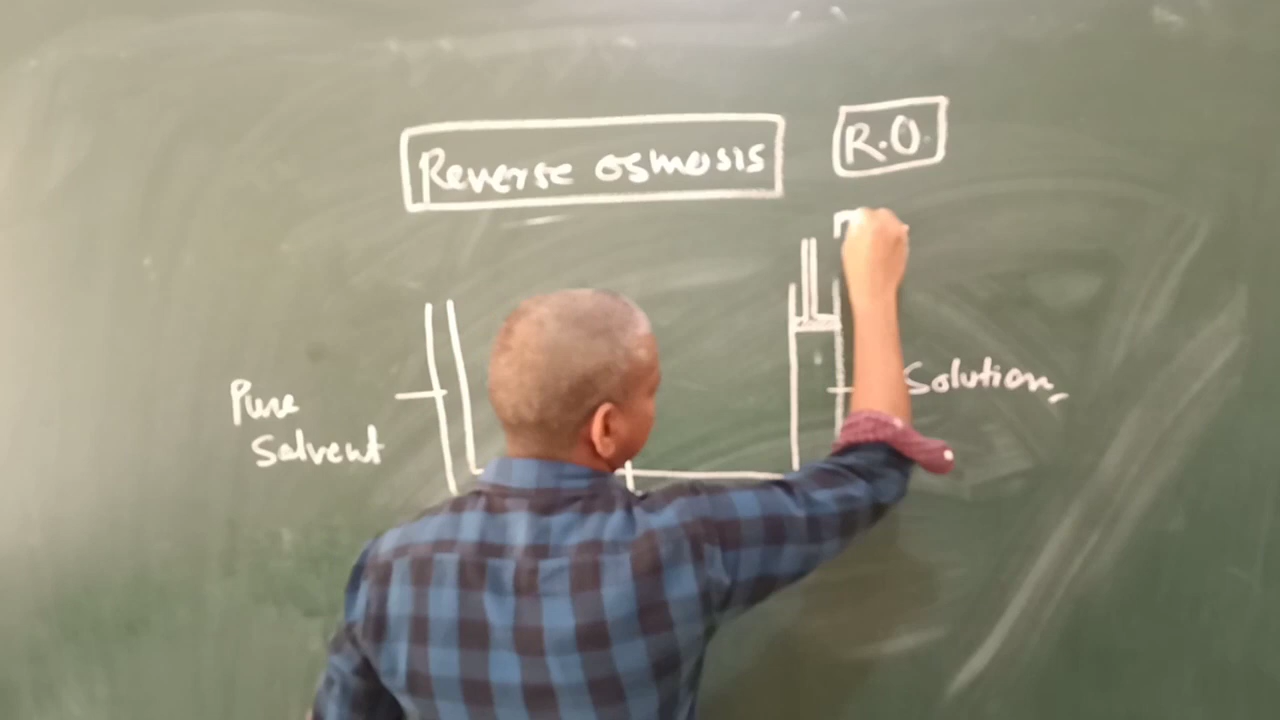 Reverse osmosis
R.O.
Pure
Solvent
Solution,